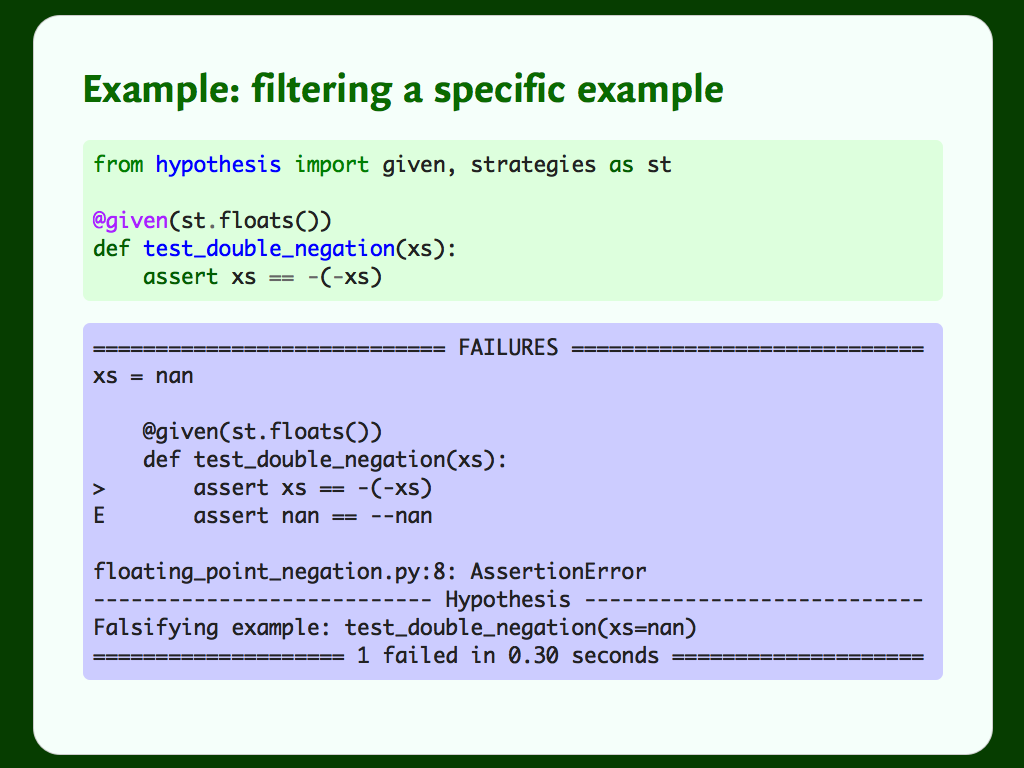 Example: filtering a specific example
from hypothesis import given, strategies as st
@given(st.floats())
def test_double_negation(xs):
    assert xs == -(-xs)
============================ FAILURES ============================
xs = nan
    @given(st.floats())
    def test_double_negation(xs):
>       assert xs == -(-xs)
E       assert nan == --nan
floating_point_negation.py:8: AssertionError
--------------------------- Hypothesis ---------------------------
Falsifying example: test_double_negation(xs=nan)
==================== 1 failed in 0.30 seconds ====================